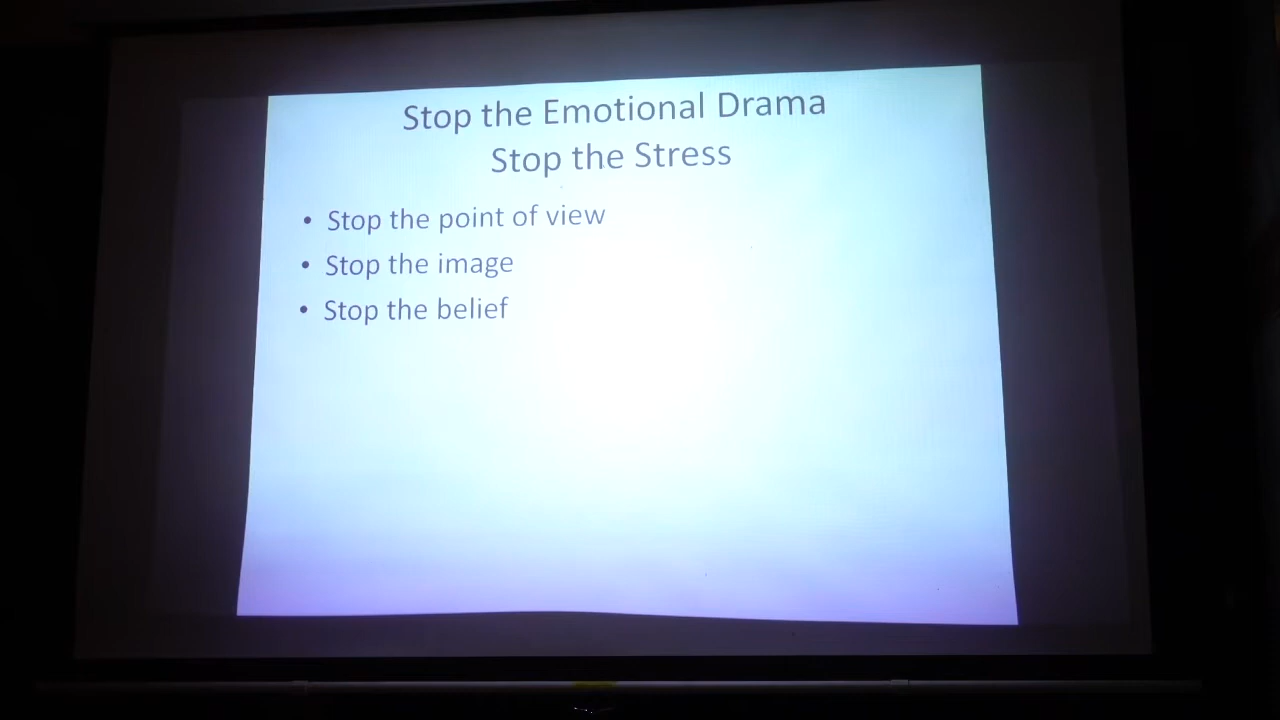 Stop the Emotional Drama
Stop the Stress
• Stop the point of view
• Stop the image
• Stop the belief